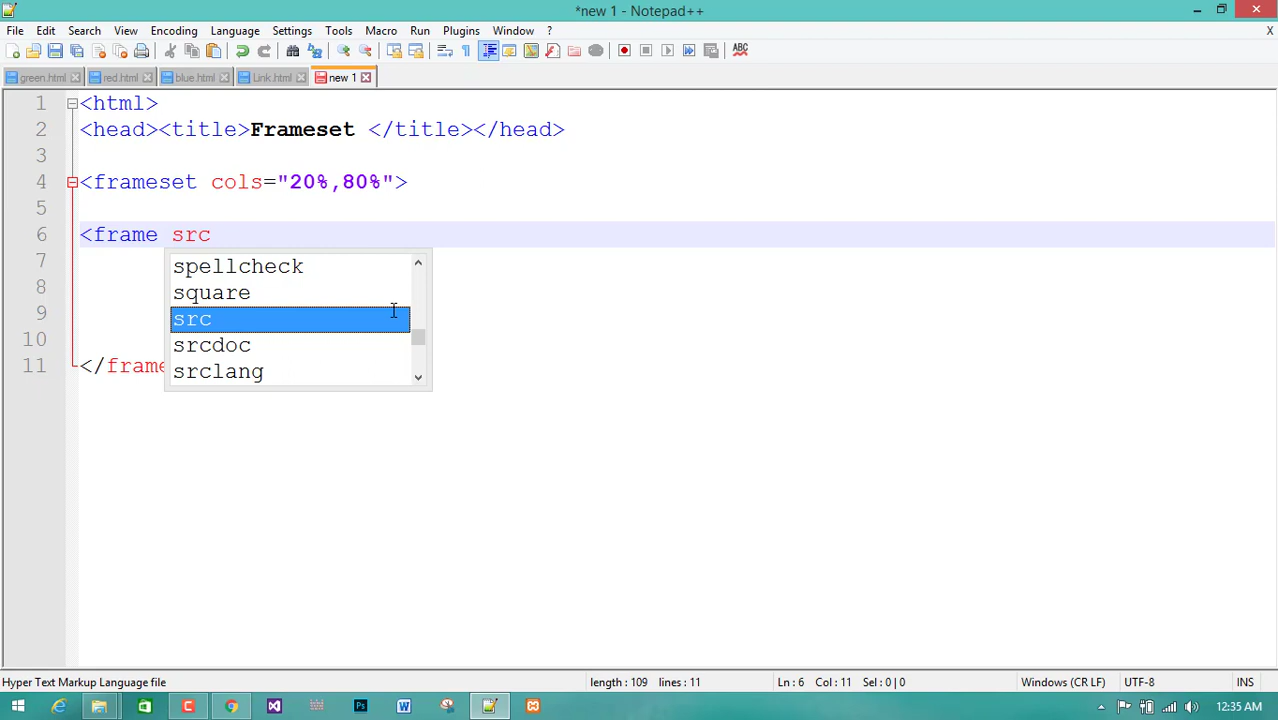 *new 1 - Notepad++
File Edit Search View Encoding Language Settings Tools Macro Run Plugins Window ? X
green.html red.html blue.html Link.html new 1
1 <html>
2 <head><title>Frameset </title></head>
3
4 <frameset cols="20%,80%">
5
6 <frame src
7 spellcheck
8 square
9 src
10 srcdoc
11 </frame
srclang
Hyper Text Markup Language file length : 109 lines : 11 Ln : 6 Col : 11 Sel : 0 | 0 Windows (CR LF) UTF-8 INS
12:35 AM